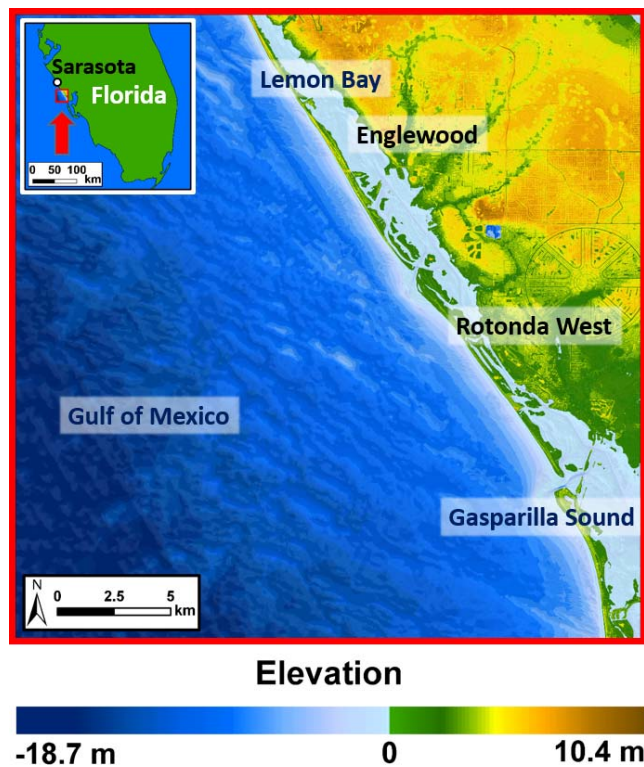 Sarasota
Florida
0 50 100
km
Lemon Bay
Englewood
Rotonda West
Gulf of Mexico
Gasparilla Sound
N
0 2.5 5
km
Elevation
-18.7 m 0 10.4 m